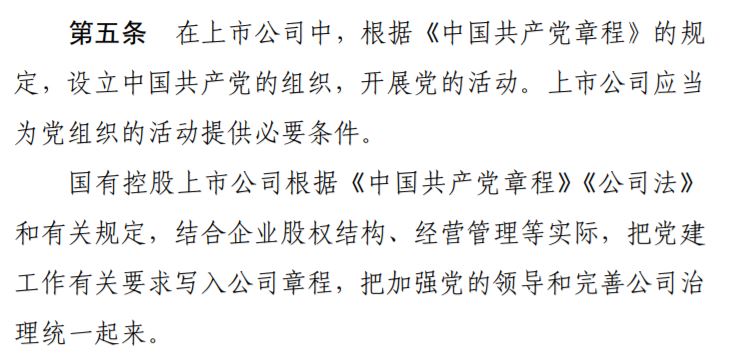 第五条 在上市公司中，根据《中国共产党章程》的规
定，设立中国共产党的组织，开展党的活动。上市公司应当
为党组织的活动提供必要条件。
国有控股上市公司根据《中国共产党章程》《公司法》
和有关规定，结合企业股权结构、经营管理等实际，把党建
工作有关要求写入公司章程，把加强党的领导和完善公司治
理统一起来。